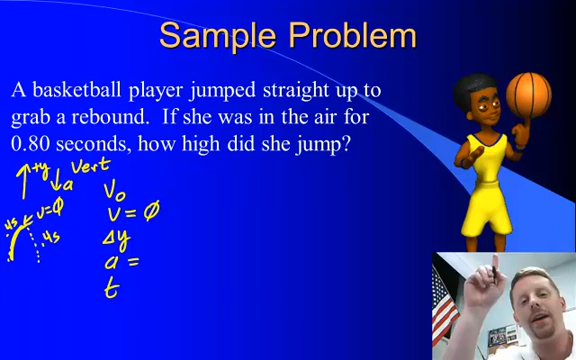 Sample Problem
A basketball player jumped straight up to
grab a rebound. If she was in the air for
0.80 seconds, how high did she jump?
+y Vert
a
V₀
.4s v=Ø V = Ø
.4s Δy
a =
t